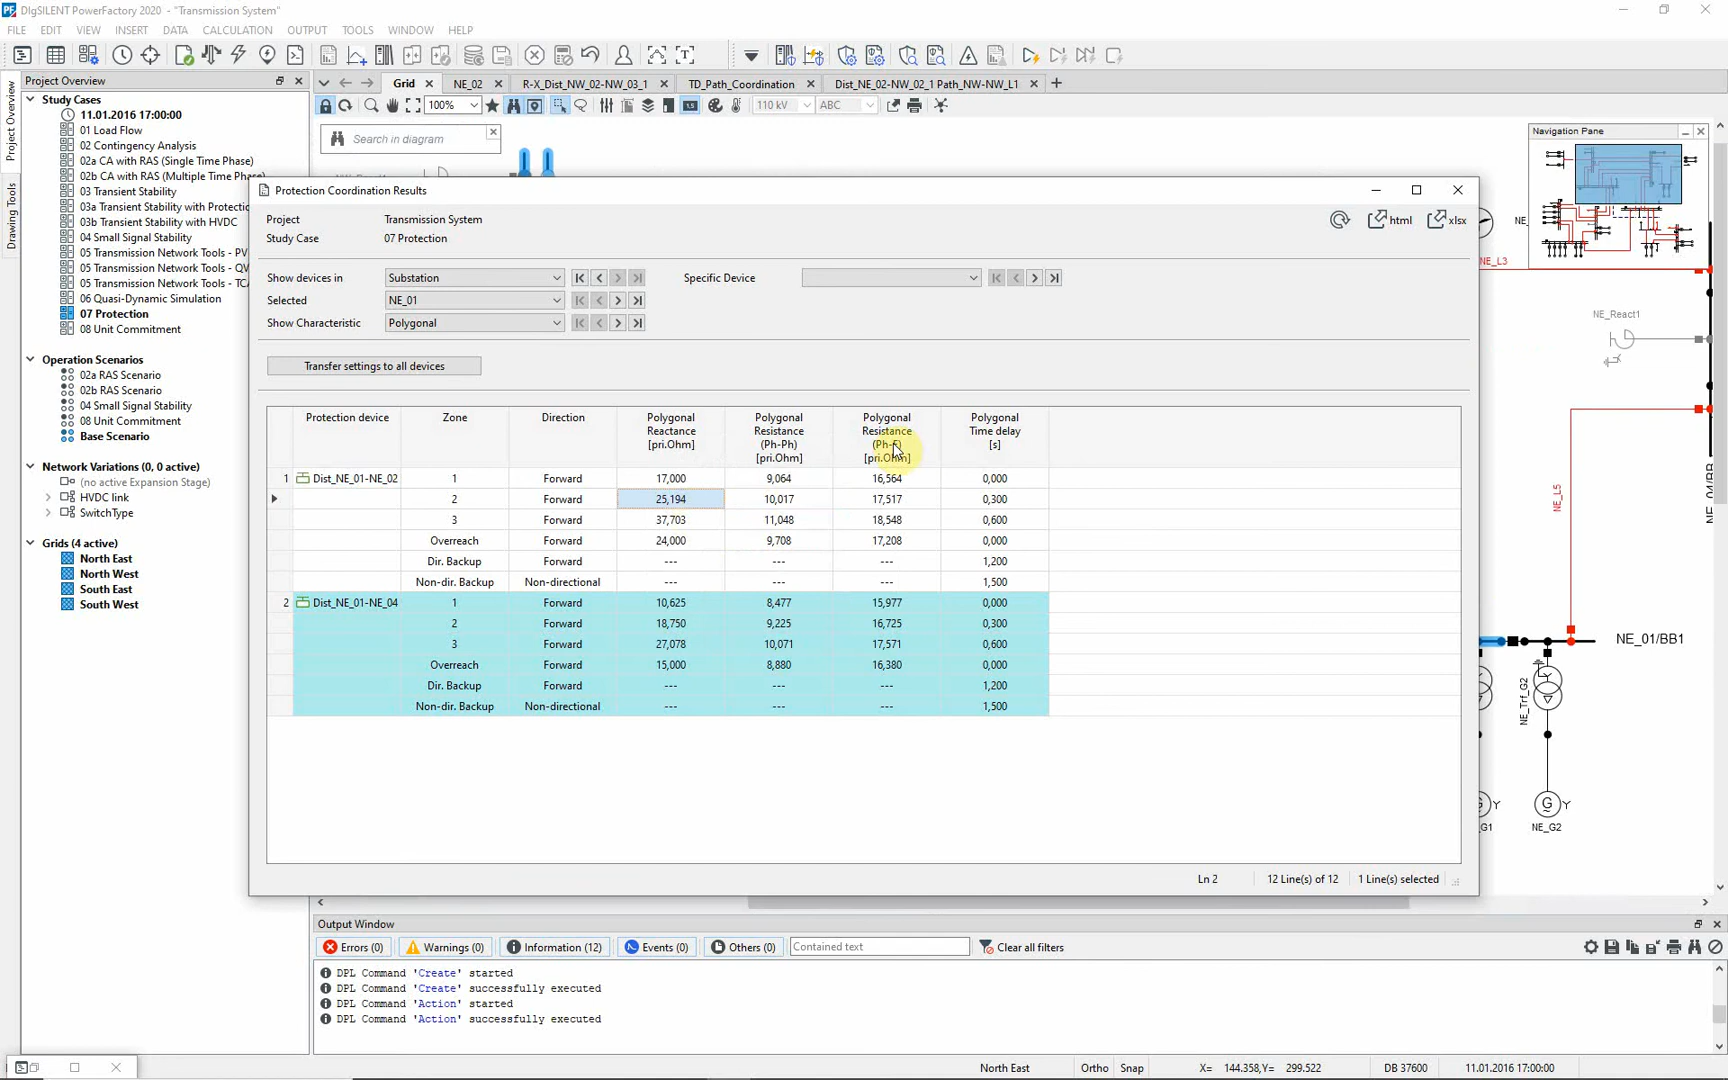 DIgSILENT PowerFactory 2020 - "Transmission System"
FILE EDIT VIEW INSERT DATA CALCULATION OUTPUT TOOLS WINDOW HELP
Project Overview
Grid NE_02 R-X_Dist_NW_02-NW_03_1 TD_Path_Coordination Dist_NE_02-NW_02_1 Path_NW-NW_L1
100% 110 kV ABC
Search in diagram
Project Overview
Drawing Tools
Study Cases
11.01.2016 17:00:00
01 Load Flow
02 Contingency Analysis
02a CA with RAS (Single Time Phase)
02b CA with RAS (Multiple Time Phase)
03 Transient Stability
03a Transient Stability with Protectio
03b Transient Stability with HVDC
04 Small Signal Stability
05 Transmission Network Tools - PV
05 Transmission Network Tools - QV
05 Transmission Network Tools - TCA
06 Quasi-Dynamic Simulation
07 Protection
08 Unit Commitment
Operation Scenarios
02a RAS Scenario
02b RAS Scenario
04 Small Signal Stability
08 Unit Commitment
Base Scenario
Network Variations (0, 0 active)
(no active Expansion Stage)
HVDC link
SwitchType
Grids (4 active)
North East
North West
South East
South West
Protection Coordination Results
Project Transmission System
Study Case 07 Protection
html xlsx
Show devices in Substation Specific Device
Selected NE_01
Show Characteristic Polygonal
Transfer settings to all devices
Protection device Zone Direction Polygonal Reactance [pri.Ohm] Polygonal Resistance (Ph-Ph) [pri.Ohm] Polygonal Resistance (Ph-E) [pri.Ohm] Polygonal Time delay [s]
1 Dist_NE_01-NE_02 1 Forward 17,000 9,064 16,564 0,000
2 Forward 25,194 10,017 17,517 0,300
3 Forward 37,703 11,048 18,548 0,600
Overreach Forward 24,000 9,708 17,208 0,000
Dir. Backup Forward --- --- --- 1,200
Non-dir. Backup Non-directional --- --- --- 1,500
2 Dist_NE_01-NE_04 1 Forward 10,625 8,477 15,977 0,000
2 Forward 18,750 9,225 16,725 0,300
3 Forward 27,078 10,071 17,571 0,600
Overreach Forward 15,000 8,880 16,380 0,000
Dir. Backup Forward --- --- --- 1,200
Non-dir. Backup Non-directional --- --- --- 1,500
Ln 2 12 Line(s) of 12 1 Line(s) selected
Navigation Pane
NE_
NE_L3
NE_React1
NE_L5
NE_04/BB
NE_01/BB1
NE_Trf_G2
G Y
G1
G Y
NE_G2
Output Window
Errors (0) Warnings (0) Information (12) Events (0) Others (0) Contained text Clear all filters
DPL Command 'Create' started
DPL Command 'Create' successfully executed
DPL Command 'Action' started
DPL Command 'Action' successfully executed
North East Ortho Snap X= 144.358,Y= 299.522 DB 37600 11.01.2016 17:00:00